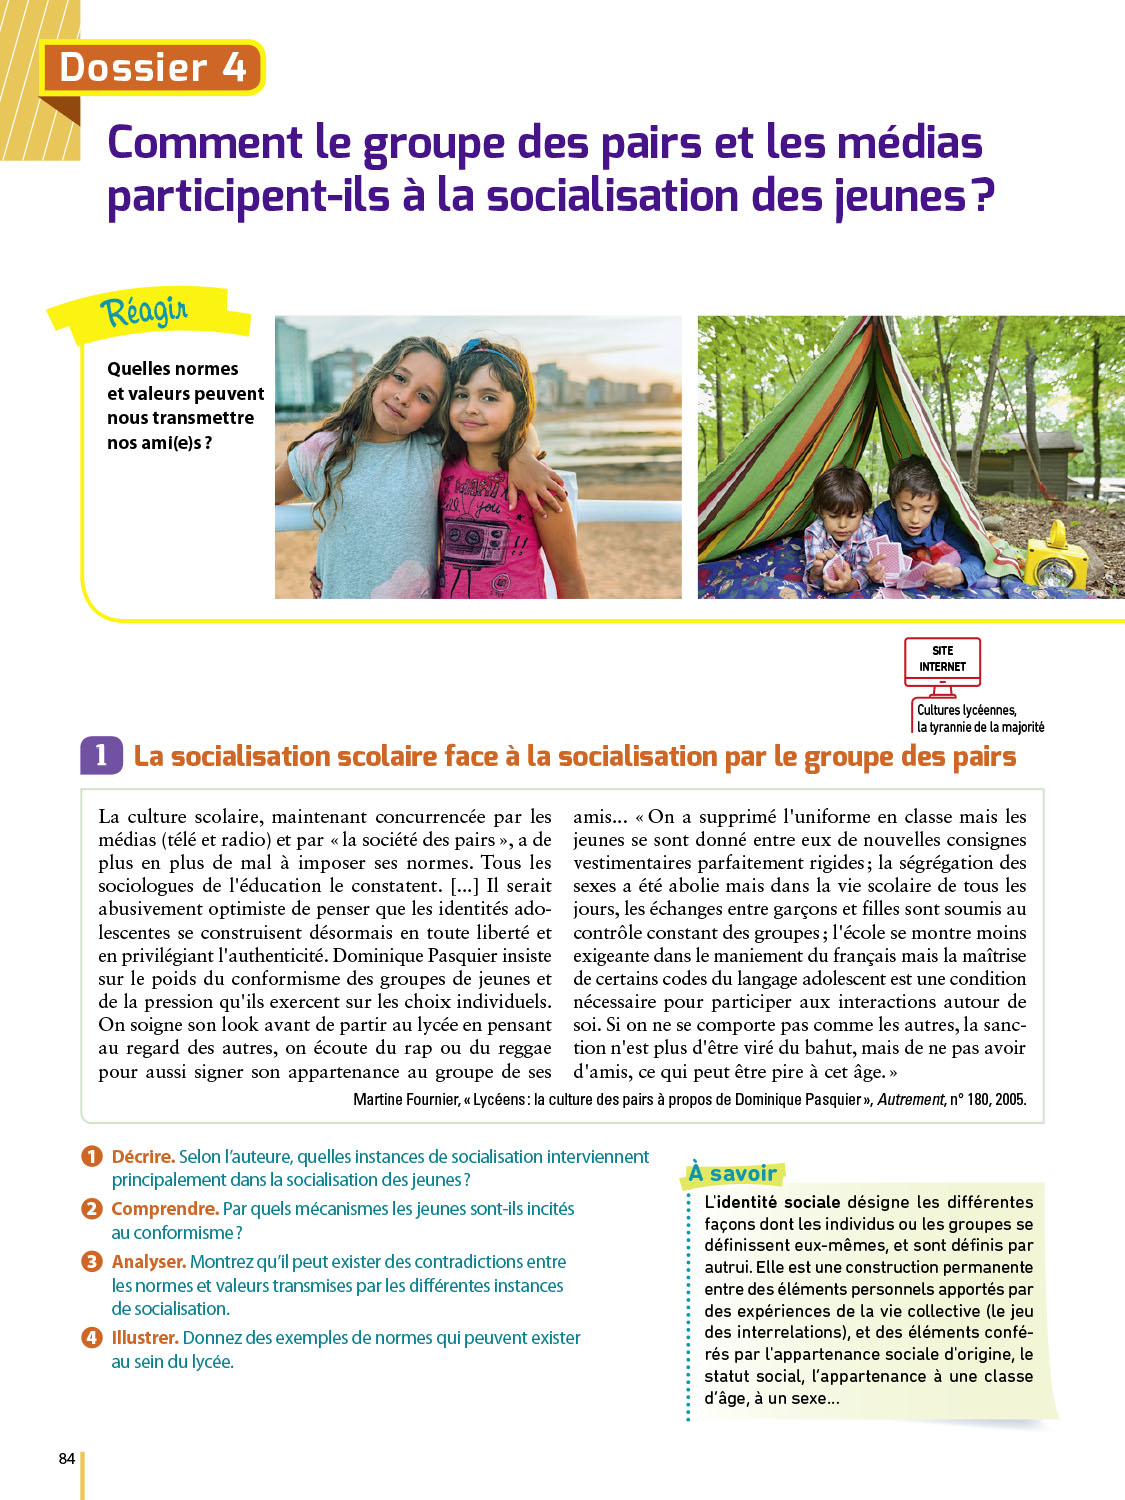 Dossier 4
Comment le groupe des pairs et les médias
participent-ils à la socialisation des jeunes ?
Réagir
Quelles normes
et valeurs peuvent
nous transmettre
nos ami(e)s ?
SITE
INTERNET
Cultures lycéennes,
la tyrannie de la majorité
1 La socialisation scolaire face à la socialisation par le groupe des pairs
La culture scolaire, maintenant concurrencée par les
médias (télé et radio) et par « la société des pairs », a de
plus en plus de mal à imposer ses normes. Tous les
sociologues de l'éducation le constatent. [...] Il serait
abusivement optimiste de penser que les identités ado-
lescentes se construisent désormais en toute liberté et
en privilégiant l'authenticité. Dominique Pasquier insiste
sur le poids du conformisme des groupes de jeunes et
de la pression qu'ils exercent sur les choix individuels.
On soigne son look avant de partir au lycée en pensant
au regard des autres, on écoute du rap ou du reggae
pour aussi signer son appartenance au groupe de ses
amis... « On a supprimé l'uniforme en classe mais les
jeunes se sont donné entre eux de nouvelles consignes
vestimentaires parfaitement rigides ; la ségrégation des
sexes a été abolie mais dans la vie scolaire de tous les
jours, les échanges entre garçons et filles sont soumis au
contrôle constant des groupes ; l'école se montre moins
exigeante dans le maniement du français mais la maîtrise
de certains codes du langage adolescent est une condition
nécessaire pour participer aux interactions autour de
soi. Si on ne se comporte pas comme les autres, la sanc-
tion n'est plus d'être viré du bahut, mais de ne pas avoir
d'amis, ce qui peut être pire à cet âge. »
Martine Fournier, « Lycéens : la culture des pairs à propos de Dominique Pasquier », Autrement, n° 180, 2005.
1 Décrire. Selon l'auteure, quelles instances de socialisation interviennent
principalement dans la socialisation des jeunes ?
2 Comprendre. Par quels mécanismes les jeunes sont-ils incités
au conformisme ?
3 Analyser. Montrez qu'il peut exister des contradictions entre
les normes et valeurs transmises par les différentes instances
de socialisation.
4 Illustrer. Donnez des exemples de normes qui peuvent exister
au sein du lycée.
À savoir
L'identité sociale désigne les différentes
façons dont les individus ou les groupes se
définissent eux-mêmes, et sont définis par
autrui. Elle est une construction permanente
entre des éléments personnels apportés par
des expériences de la vie collective (le jeu
des interrelations), et des éléments confé-
rés par l'appartenance sociale d'origine, le
statut social, l'appartenance à une classe
d'âge, à un sexe...
84